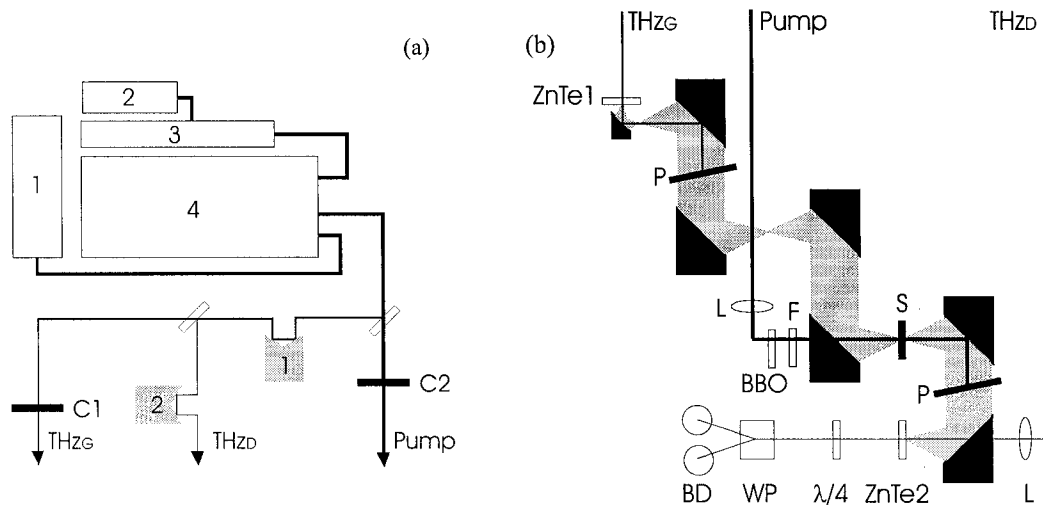 (a)
2
3
1
4
1
2
C1
C2
THzG
THzD
Pump
(b)
THzG
Pump
THzD
ZnTe1
P
L
F
S
BBO
P
BD
WP
λ/4
ZnTe2
L